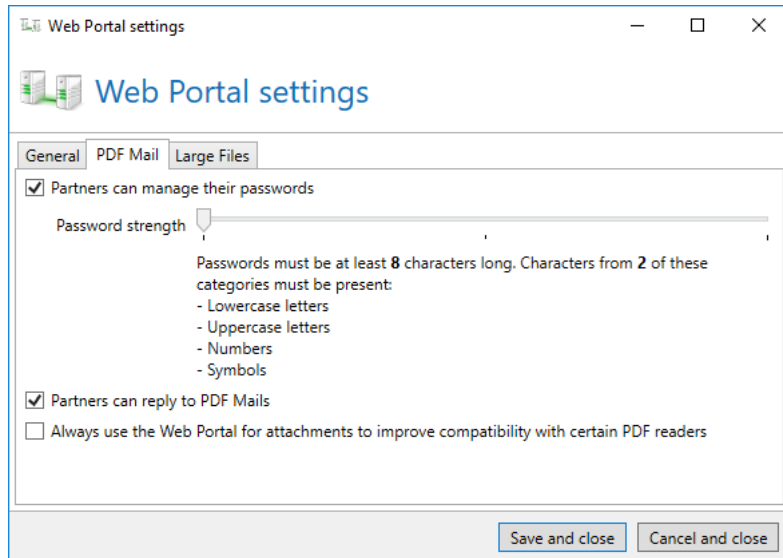 Web Portal settings
Web Portal settings
General PDF Mail Large Files
Partners can manage their passwords
Password strength
Passwords must be at least 8 characters long. Characters from 2 of these
categories must be present:
- Lowercase letters
- Uppercase letters
- Numbers
- Symbols
Partners can reply to PDF Mails
Always use the Web Portal for attachments to improve compatibility with certain PDF readers
Save and close Cancel and close